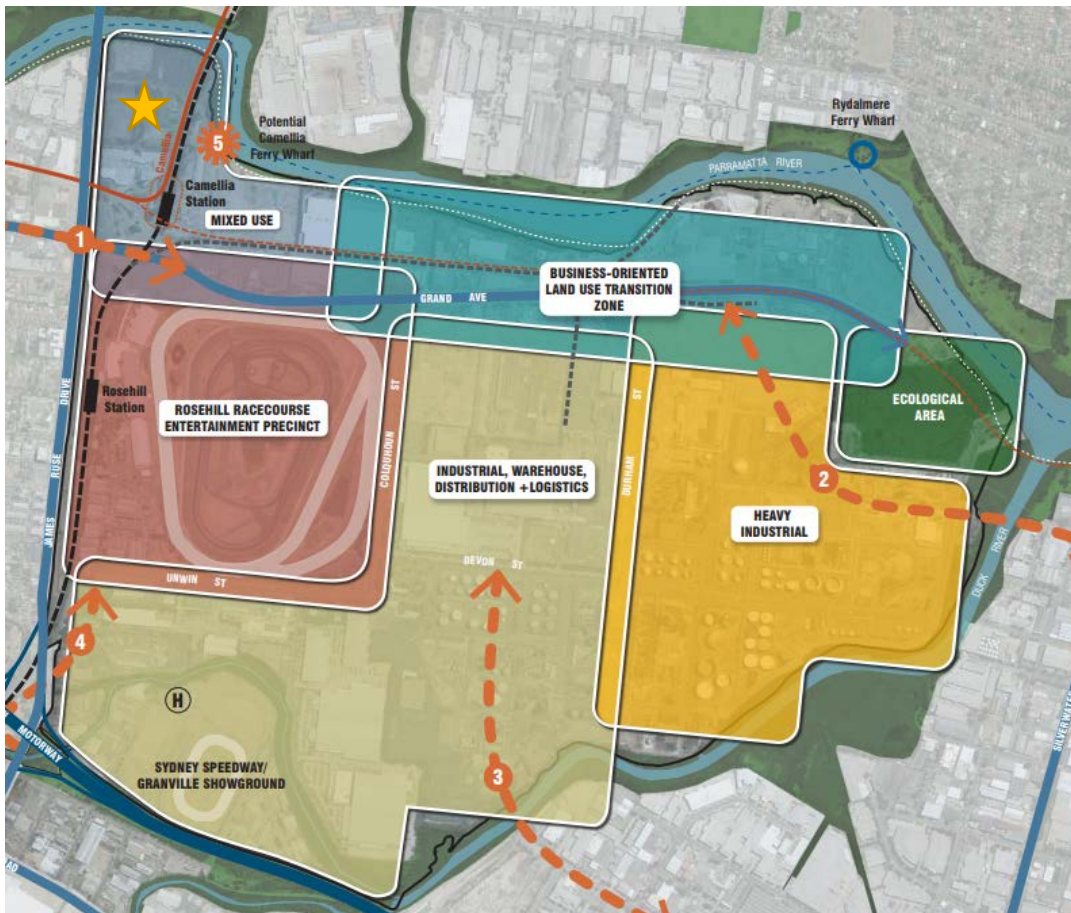 5
Potential
Camellia
Ferry Wharf
Rydalmere
Ferry Wharf
PARRAMATTA RIVER
Camellia
Camellia
Station
MIXED USE
1
BUSINESS-ORIENTED
LAND USE TRANSITION
ZONE
GRAND AVE
Rosehill
Station
DRIVE
RUSE
JAMES
ROSEHILL RACECOURSE
ENTERTAINMENT PRECINCT
COLQUHOUN ST
ECOLOGICAL
AREA
INDUSTRIAL, WAREHOUSE,
DISTRIBUTION +LOGISTICS
DURHAM ST
2
HEAVY
INDUSTRIAL
DUCK RIVER
DEVON ST
UNWIN ST
4
H
MOTORWAY
SYDNEY SPEEDWAY/
GRANVILLE SHOWGROUND
3
SILVERWATER